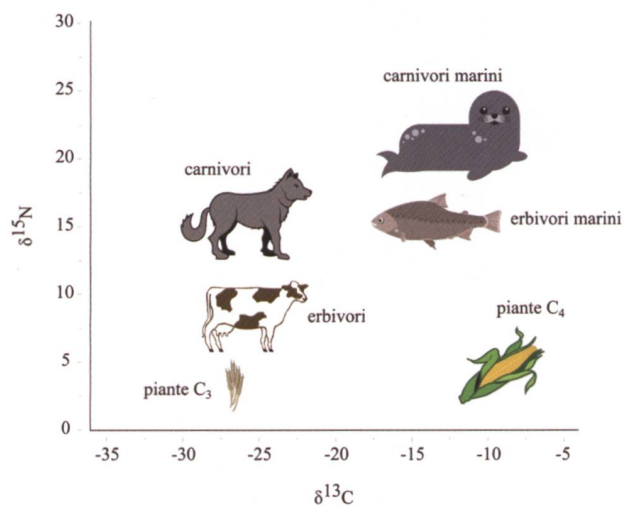 30
25
20
15
10
5
0
δ¹⁵N
carnivori marini
carnivori
erbivori marini
erbivori
piante C₄
piante C₃
-35 -30 -25 -20 -15 -10 -5
δ¹³C